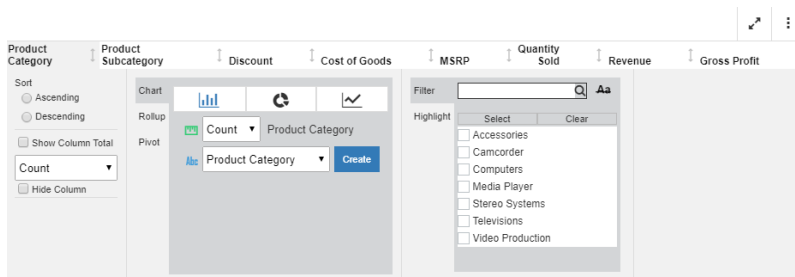 Product Category
Product Subcategory
Discount
Cost of Goods
MSRP
Quantity Sold
Revenue
Gross Profit
Sort
Ascending
Descending
Show Column Total
Count
Hide Column
Chart
Rollup
Pivot
Count
Product Category
Abc
Product Category
Create
Filter
Aa
Highlight
Select
Clear
Accessories
Camcorder
Computers
Media Player
Stereo Systems
Televisions
Video Production